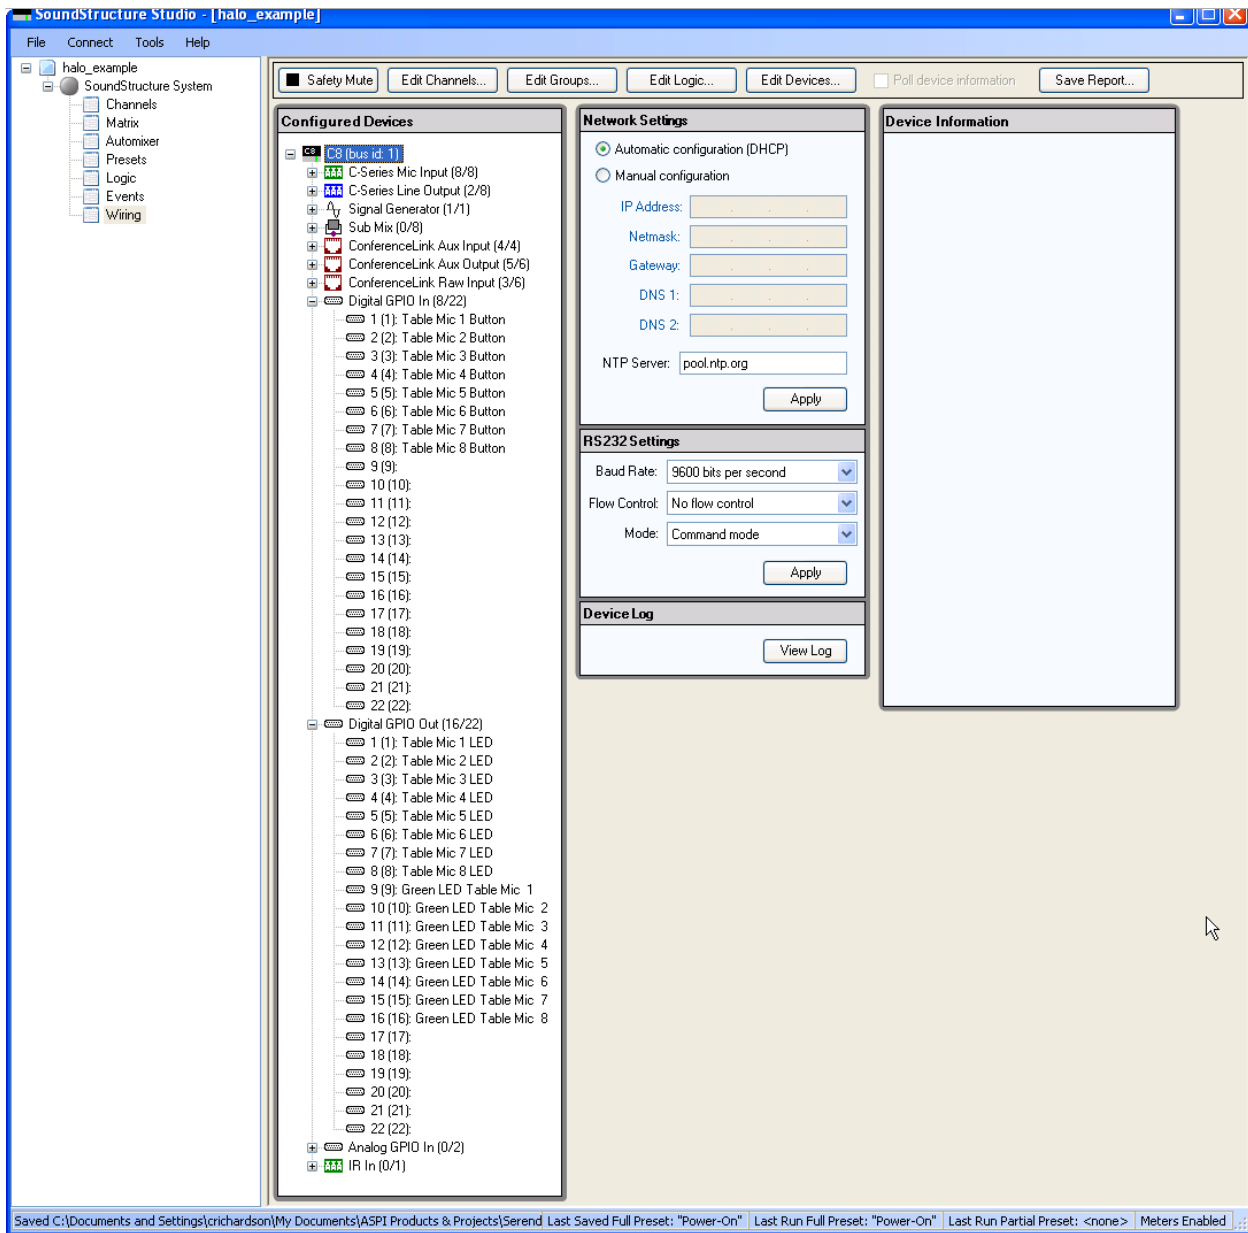 SoundStructure Studio - [halo_example]
File Connect Tools Help
halo_example
SoundStructure System
Channels
Matrix
Automixer
Presets
Logic
Events
Wiring
Safety Mute Edit Channels... Edit Groups... Edit Logic... Edit Devices... Poll device information Save Report...
Configured Devices
C8 C8 (bus id: 1)
C-Series Mic Input (8/8)
C-Series Line Output (2/8)
Signal Generator (1/1)
Sub Mix (0/8)
ConferenceLink Aux Input (4/4)
ConferenceLink Aux Output (5/6)
ConferenceLink Raw Input (3/6)
Digital GPIO In (8/22)
1 (1): Table Mic 1 Button
2 (2): Table Mic 2 Button
3 (3): Table Mic 3 Button
4 (4): Table Mic 4 Button
5 (5): Table Mic 5 Button
6 (6): Table Mic 6 Button
7 (7): Table Mic 7 Button
8 (8): Table Mic 8 Button
9 (9):
10 (10):
11 (11):
12 (12):
13 (13):
14 (14):
15 (15):
16 (16):
17 (17):
18 (18):
19 (19):
20 (20):
21 (21):
22 (22):
Digital GPIO Out (16/22)
1 (1): Table Mic 1 LED
2 (2): Table Mic 2 LED
3 (3): Table Mic 3 LED
4 (4): Table Mic 4 LED
5 (5): Table Mic 5 LED
6 (6): Table Mic 6 LED
7 (7): Table Mic 7 LED
8 (8): Table Mic 8 LED
9 (9): Green LED Table Mic 1
10 (10): Green LED Table Mic 2
11 (11): Green LED Table Mic 3
12 (12): Green LED Table Mic 4
13 (13): Green LED Table Mic 5
14 (14): Green LED Table Mic 6
15 (15): Green LED Table Mic 7
16 (16): Green LED Table Mic 8
17 (17):
18 (18):
19 (19):
20 (20):
21 (21):
22 (22):
Analog GPIO In (0/2)
IR In (0/1)
Network Settings
Automatic configuration (DHCP)
Manual configuration
IP Address:
Netmask:
Gateway:
DNS 1:
DNS 2:
NTP Server: pool.ntp.org
Apply
RS232 Settings
Baud Rate: 9600 bits per second
Flow Control: No flow control
Mode: Command mode
Apply
Device Log
View Log
Device Information
Saved C:\Documents and Settings\crichardson\My Documents\ASPI Products & Projects\Serend Last Saved Full Preset: "Power-On" Last Run Full Preset: "Power-On" Last Run Partial Preset: <none> Meters Enabled